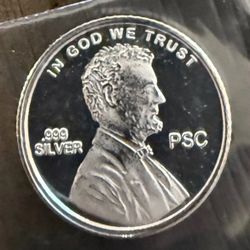 IN GOD WE TRUST
.999
SILVER
PSC